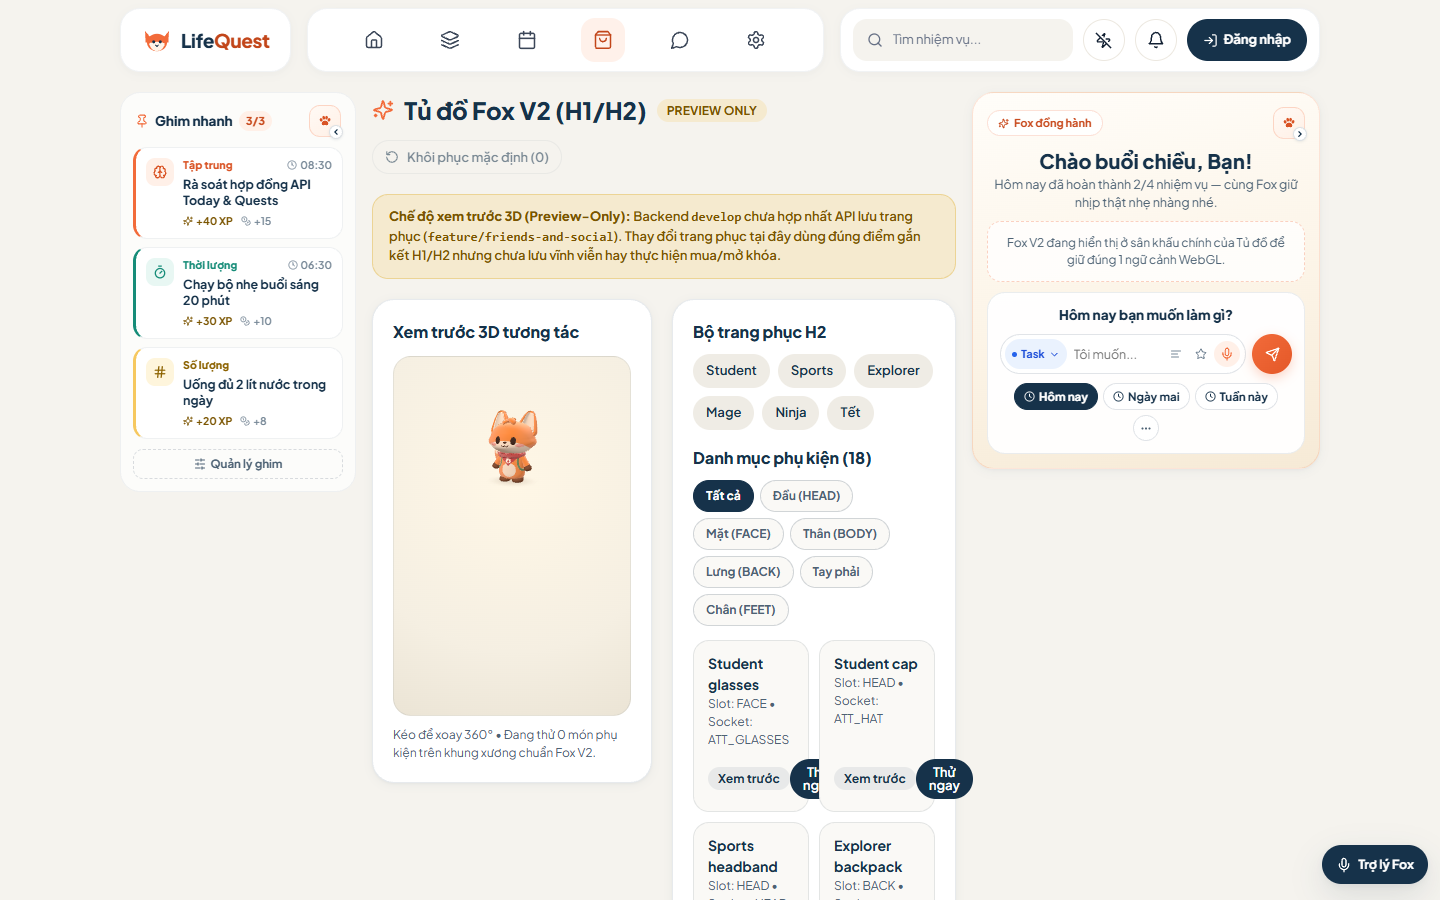 LifeQuest
Tìm nhiệm vụ...
Đăng nhập
Ghim nhanh 3/3
Tập trung 08:30
Rà soát hợp đồng API
Today & Quests
+40 XP +15
Thời lượng 06:30
Chạy bộ nhẹ buổi sáng
20 phút
+30 XP +10
Số lượng
Uống đủ 2 lít nước trong
ngày
+20 XP +8
Quản lý ghim
Tủ đồ Fox V2 (H1/H2) PREVIEW ONLY
Khôi phục mặc định (0)
Chế độ xem trước 3D (Preview-Only): Backend develop chưa hợp nhất API lưu trang
phục (feature/friends-and-social). Thay đổi trang phục tại đây dùng đúng điểm gắn
kết H1/H2 nhưng chưa lưu vĩnh viễn hay thực hiện mua/mở khóa.
Xem trước 3D tương tác
Kéo để xoay 360° • Đang thử 0 món phụ
kiện trên khung xương chuẩn Fox V2.
Bộ trang phục H2
Student Sports Explorer
Mage Ninja Tết
Danh mục phụ kiện (18)
Tất cả Đầu (HEAD)
Mặt (FACE) Thân (BODY)
Lưng (BACK) Tay phải
Chân (FEET)
Student
glasses
Slot: FACE •
Socket:
ATT_GLASSES
Xem trước
Student cap
Slot: HEAD •
Socket:
ATT_HAT
Xem trước Thử
ngay
Sports
headband
Slot: HEAD •
Explorer
backpack
Slot: BACK •
Fox đồng hành
Chào buổi chiều, Bạn!
Hôm nay đã hoàn thành 2/4 nhiệm vụ — cùng Fox giữ
nhịp thật nhẹ nhàng nhé.
Fox V2 đang hiển thị ở sân khấu chính của Tủ đồ để
giữ đúng 1 ngữ cảnh WebGL.
Hôm nay bạn muốn làm gì?
Task Tôi muốn...
Hôm nay Ngày mai Tuần này
Trợ lý Fox